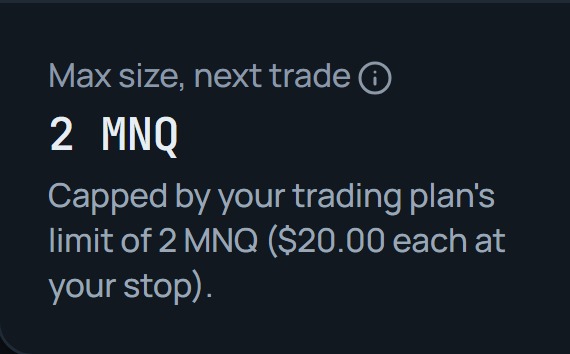 Max size, next trade
2 MNQ
Capped by your trading plan's
limit of 2 MNQ ($20.00 each at
your stop).